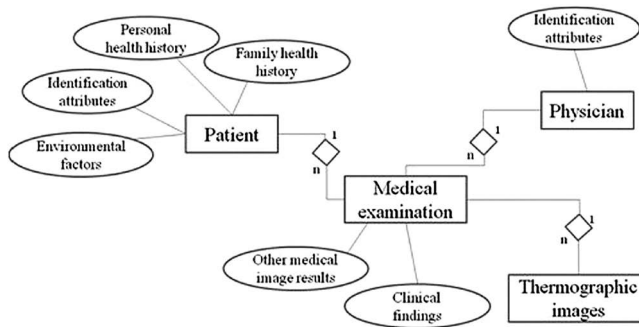 Personal
health history
Family health
history
Identification
attributes
Environmental
factors
Patient
1
n
Identification
attributes
Physician
1
n
Medical
examination
1
n
Other medical
image results
Clinical
findings
Thermographic
images